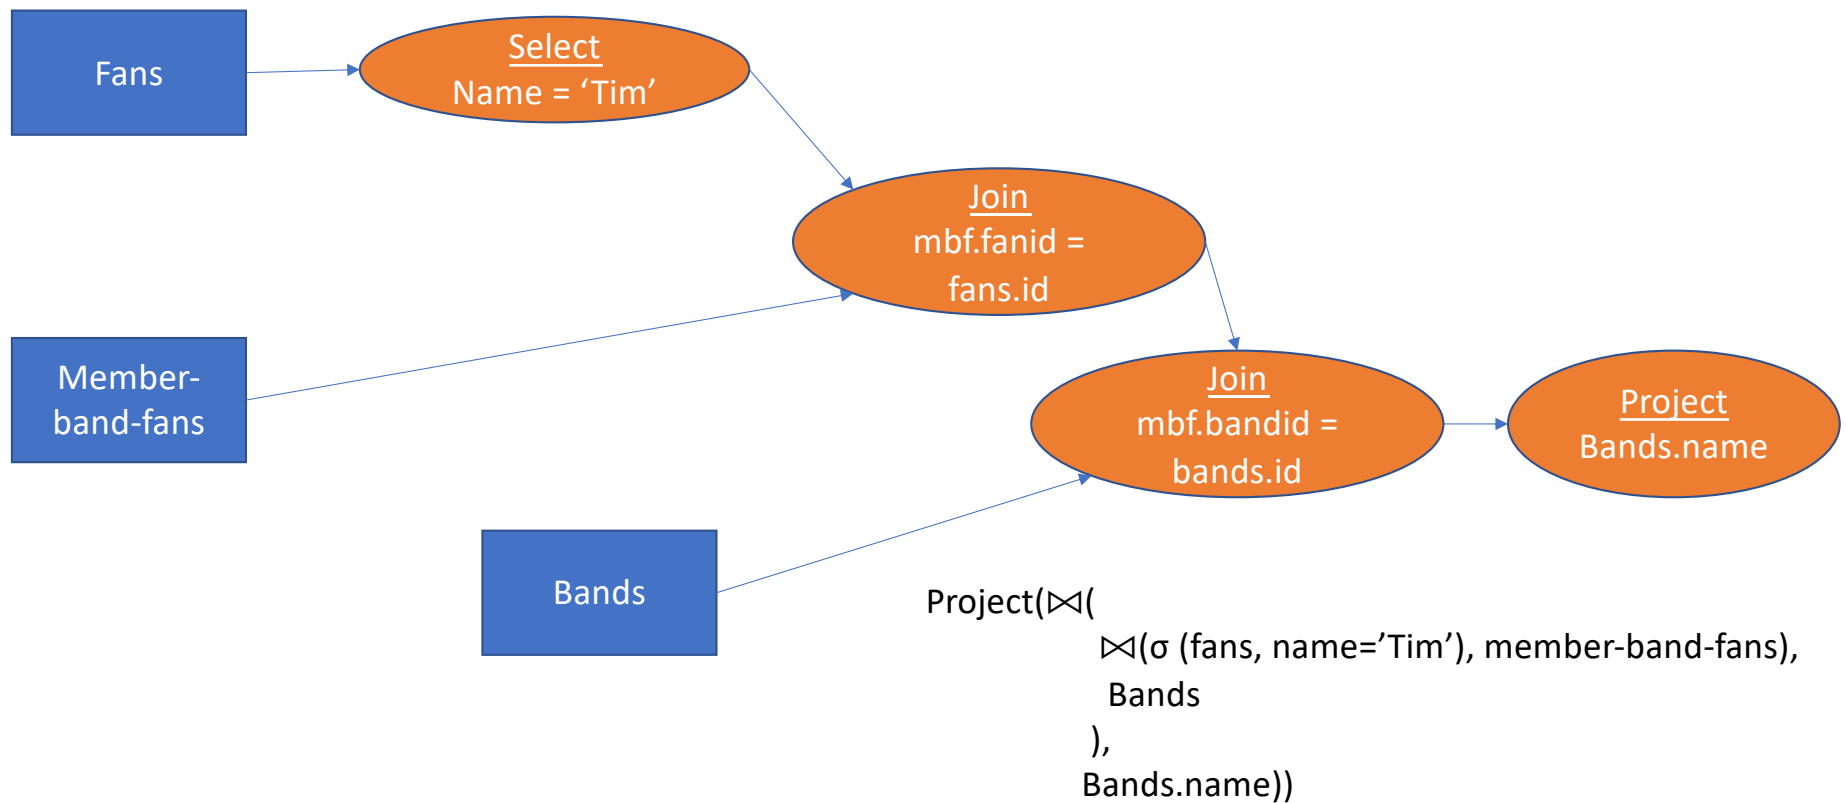 Fans
Select
Name = ‘Tim’
Join
mbf.fanid =
fans.id
Member-
band-fans
Join
mbf.bandid =
bands.id
Project
Bands.name
Bands
Project(⨝(
⨝(σ (fans, name=’Tim’), member-band-fans),
Bands
),
Bands.name))